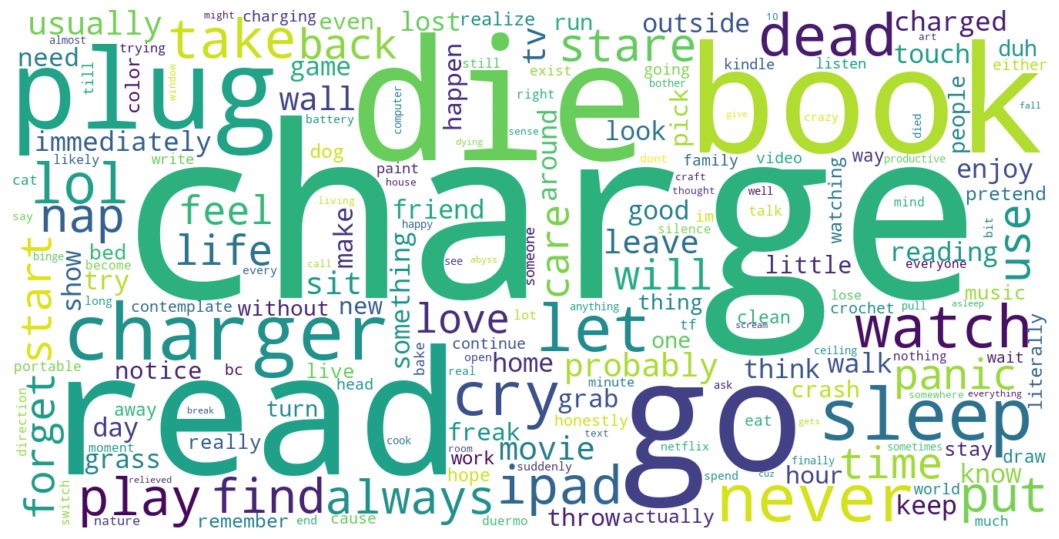 usually
might
charging
take
back
lost
realize
run
outside
dead
charged
10
art
almost
trying
need
till
color
window
plug
game
even
tv
stare
touch
duh
either
kindle
listen
going
bother
happen
exist
still
right
die
book
wall
battery
computer
dying
sense
look
pick
give
crazy
died
people
fall
immediately
likely
write
dog
paint
house
around
dont
family
video
way
productive
cat
lol
charge
craft
thought
well
watching
enjoy
pretend
say
nap
feel
living
friend
happy
good
im
silence
talk
mind
bit
use
life
make
call
see
abyss
someone
care
leave
reading
start
binge
become
show
bed
try
every
sit
something
will
little
everyone
long
contemplate
without
new
thing
clean
lose
crochet
pull
asleep
music
portable
charger
love
lot
anything
let
tf
one
scream
watch
notice
bc
live
continue
open
home
probably
think
walk
ceiling
nothing
wait
literally
forget
read
head
real
bake
minute
ask
crash
panic
away
turn
cry
grab
go
somewhere
everything
direction
day
break
really
cook
freak
honestly
eat
gets
sleep
grass
moment
room
work
movie
text
netflix
sometimes
stay
draw
relieved
hope
suddenly
spend
cuz
finally
hour
time
know
switch
play
find
always
ipad
never
keep
world
put
nature
remember
end
cause
duermo
throw
actually
much